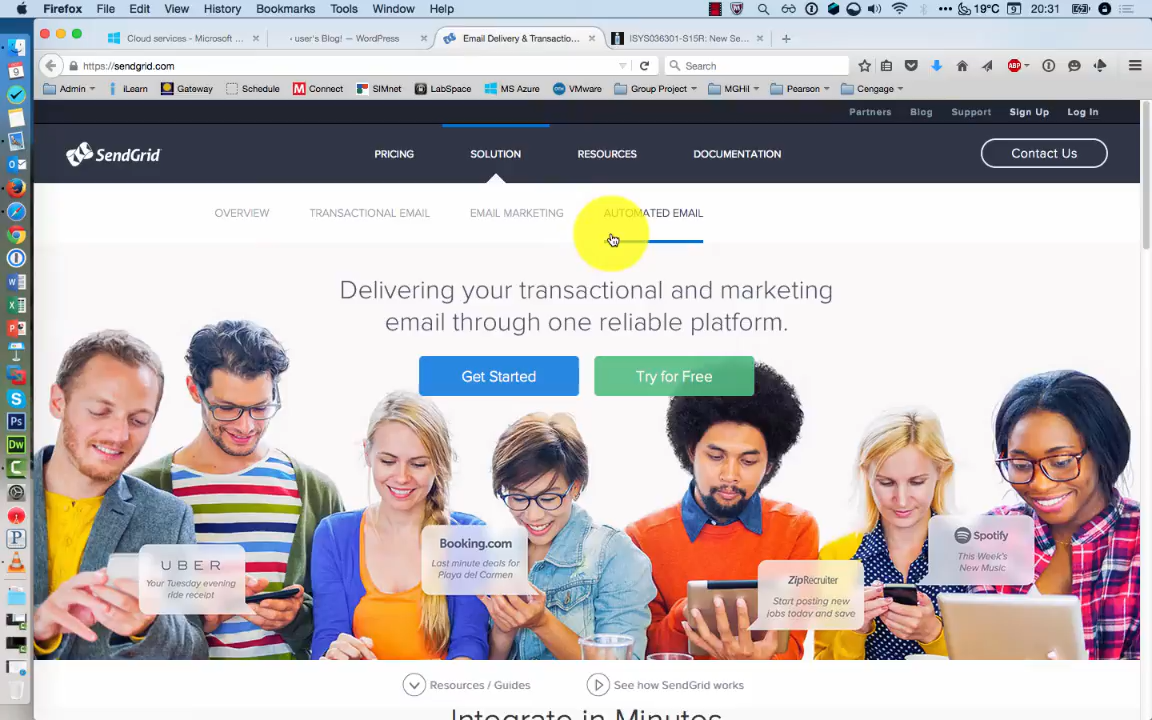 Firefox File Edit View History Bookmarks Tools Window Help
19°C 9 20:31
Cloud services - Microsoft ...
user's Blog! — WordPress
Email Delivery & Transactio...
ISYS036301-S15R: New Se...
https://sendgrid.com
Search
Admin iLearn Gateway Schedule Connect SIMnet LabSpace MS Azure VMware Group Project MGHII Pearson Cengage
Partners Blog Support Sign Up Log In
SendGrid
PRICING SOLUTION RESOURCES DOCUMENTATION
Contact Us
OVERVIEW TRANSACTIONAL EMAIL EMAIL MARKETING AUTOMATED EMAIL
Delivering your transactional and marketing
email through one reliable platform.
Get Started
Try for Free
UBER
Your Tuesday evening
ride receipt
Booking.com
Last minute deals for
Playa del Carmen
ZipRecruiter
Start posting new
jobs today and save
Spotify
This Week's
New Music
Resources / Guides
See how SendGrid works
Integrate in Minutes